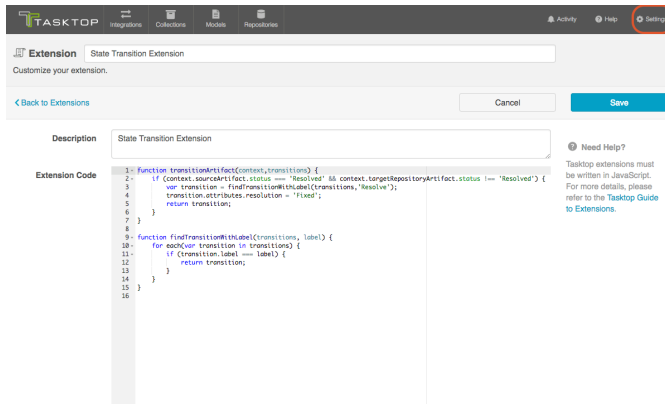 TASKTOP
Integrations
Collections
Models
Repositories
Activity
Help
Settings
Extension
State Transition Extension
Customize your extension.
Back to Extensions
Cancel
Save
Description
State Transition Extension
Need Help?
Tasktop extensions must
be written in JavaScript.
For more details, please
refer to the Tasktop Guide
to Extensions.
Extension Code
1 function transitionArtifact(context,transitions) {
2 if (context.sourceArtifact.status === 'Resolved' && context.targetRepositoryArtifact.status !== 'Resolved') {
3 var transition = findTransitionWithLabel(transitions,'Resolve');
4 transition.attributes.resolution = 'Fixed';
5 return transition;
6 }
7 }
8
9 function findTransitionWithLabel(transitions, label) {
10 for each(var transition in transitions) {
11 if (transition.label === label) {
12 return transition;
13 }
14 }
15 }
16